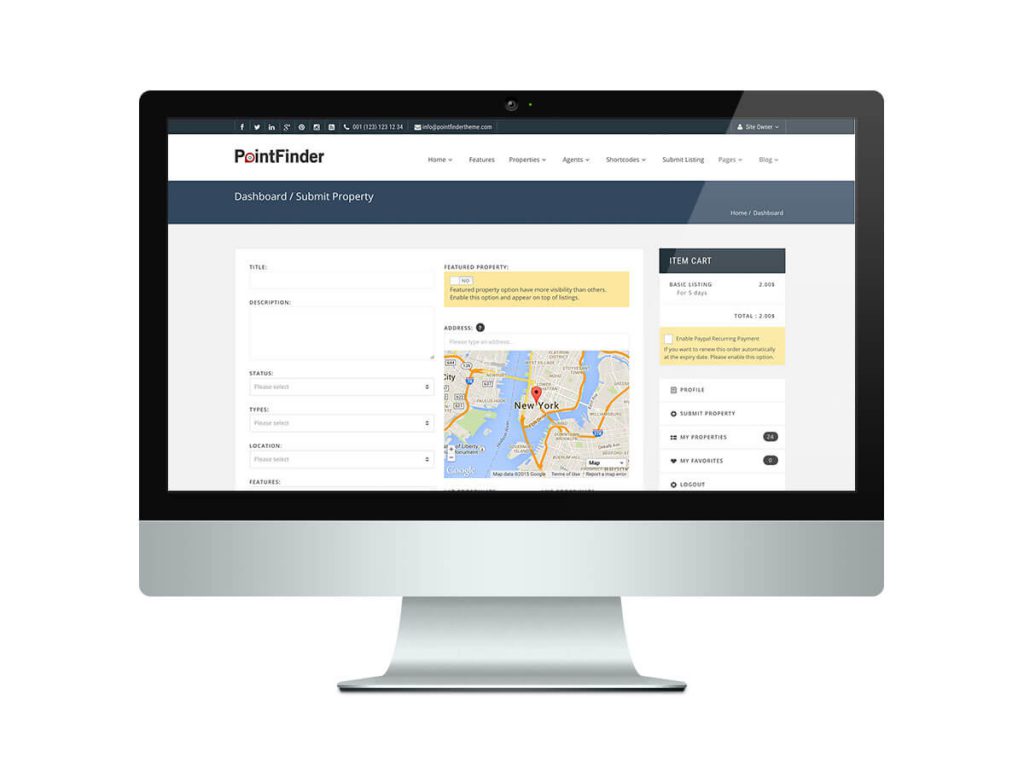 001 (123) 123 12 34
info@pointfindertheme.com
Site Owner
PointFinder
Home
Features
Properties
Agents
Shortcodes
Submit Listing
Pages
Blog
Dashboard / Submit Property
Home / Dashboard
TITLE:
DESCRIPTION:
STATUS:
Please select
TYPES:
Please select
LOCATION:
Please select
FEATURES:
FEATURED PROPERTY:
NO
Featured property option have more visibility than others.
Enable this option and appear on top of listings.
ADDRESS: ?
Please type an address...
New York
City
Map
Google
Map data ©2015 Google
Terms of Use
Report a map error
ITEM CART
BASIC LISTING 2.00$
For 5 days
TOTAL : 2.00$
Enable Paypal Recurring Payment
If you want to renew this order automatically
at the expiry date. Please enable this option.
PROFILE
SUBMIT PROPERTY
MY PROPERTIES 24
MY FAVORITES 0
LOGOUT